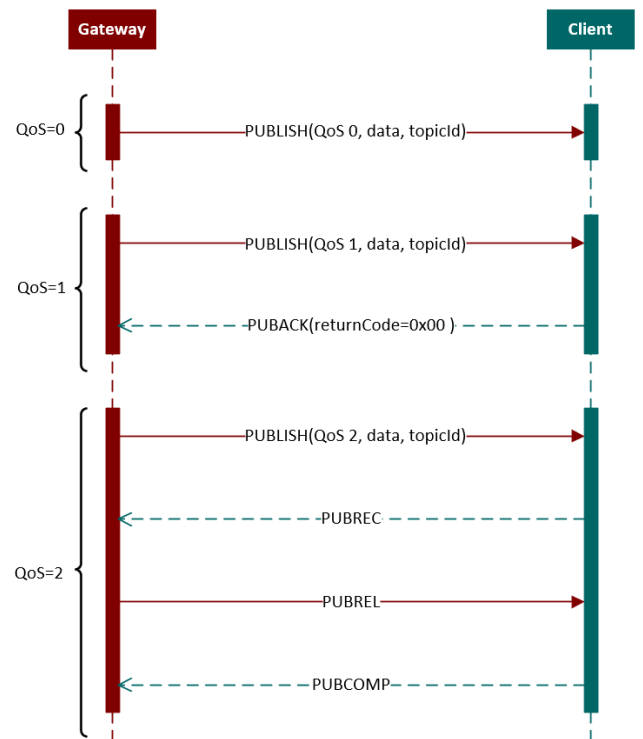 Gateway
Client
QoS=0
PUBLISH(QoS 0, data, topicId)
PUBLISH(QoS 1, data, topicId)
QoS=1
PUBACK(returnCode=0x00 )
PUBLISH(QoS 2, data, topicId)
PUBREC
QoS=2
PUBREL
PUBCOMP